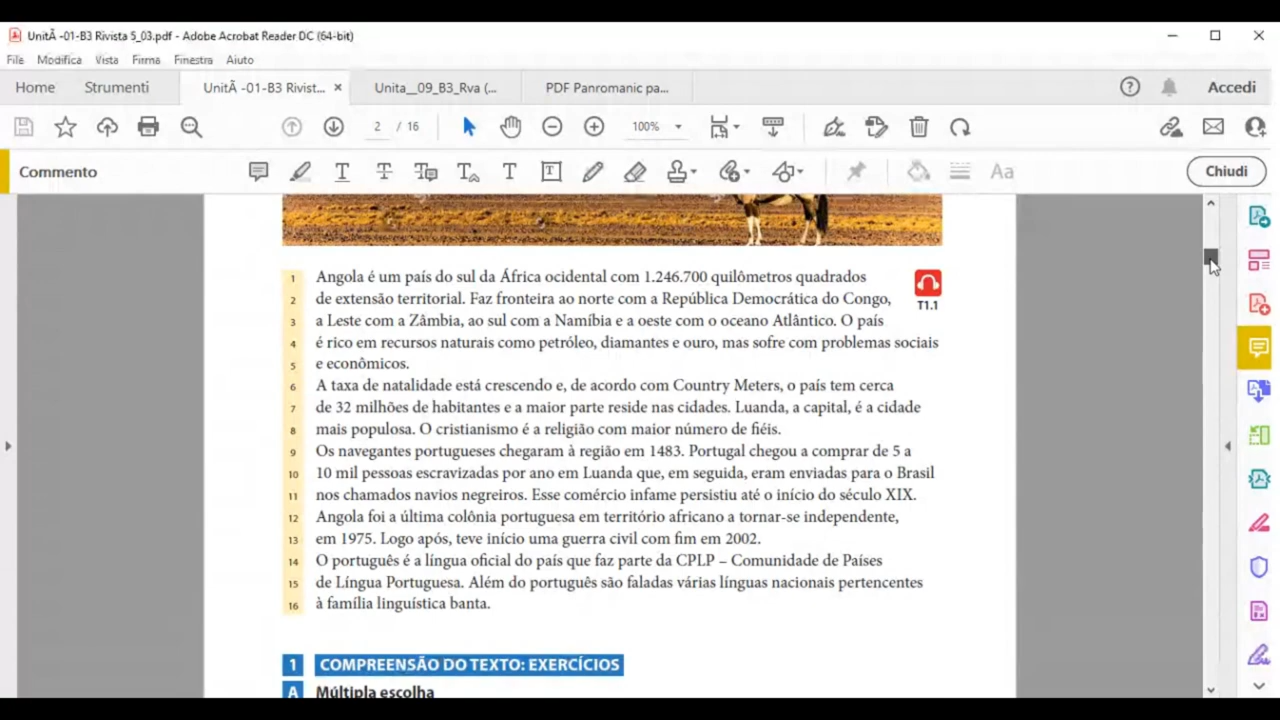 UnitÃ -01-B3 Rivista 5_03.pdf - Adobe Acrobat Reader DC (64-bit)
File Modifica Vista Firma Finestra Aiuto
Home Strumenti UnitÃ -01-B3 Rivist... × Unita__09_B3_Rva (... PDF Panromanic pa... Accedi
2 / 16 100%
Commento Chiudi
1 Angola é um país do sul da África ocidental com 1.246.700 quilômetros quadrados
2 de extensão territorial. Faz fronteira ao norte com a República Democrática do Congo,
T1.1
3 a Leste com a Zâmbia, ao sul com a Namíbia e a oeste com o oceano Atlântico. O país
4 é rico em recursos naturais como petróleo, diamantes e ouro, mas sofre com problemas sociais
5 e econômicos.
6 A taxa de natalidade está crescendo e, de acordo com Country Meters, o país tem cerca
7 de 32 milhões de habitantes e a maior parte reside nas cidades. Luanda, a capital, é a cidade
8 mais populosa. O cristianismo é a religião com maior número de fiéis.
9 Os navegantes portugueses chegaram à região em 1483. Portugal chegou a comprar de 5 a
10 10 mil pessoas escravizadas por ano em Luanda que, em seguida, eram enviadas para o Brasil
11 nos chamados navios negreiros. Esse comércio infame persistiu até o início do século XIX.
12 Angola foi a última colônia portuguesa em território africano a tornar-se independente,
13 em 1975. Logo após, teve início uma guerra civil com fim em 2002.
14 O português é a língua oficial do país que faz parte da CPLP – Comunidade de Países
15 de Língua Portuguesa. Além do português são faladas várias línguas nacionais pertencentes
16 à família linguística banta.
1 COMPREENSÃO DO TEXTO: EXERCÍCIOS
A Múltipla escolha